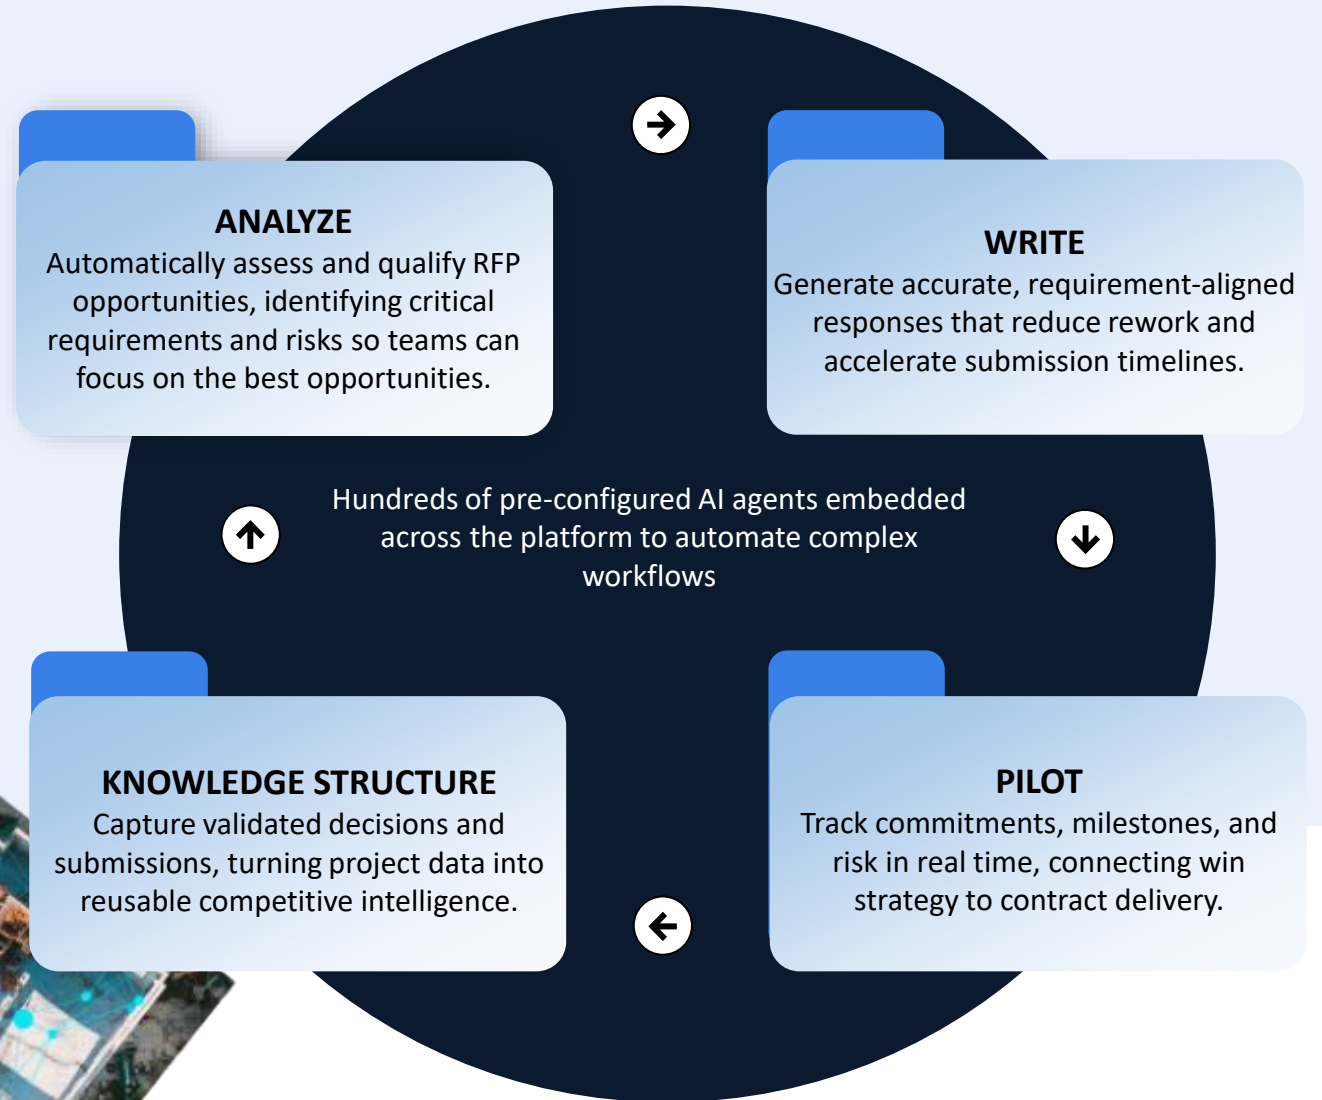 ANALYZE
Automatically assess and qualify RFP
opportunities, identifying critical
requirements and risks so teams can
focus on the best opportunities.
WRITE
Generate accurate, requirement-aligned
responses that reduce rework and
accelerate submission timelines.
Hundreds of pre-configured AI agents embedded
across the platform to automate complex
workflows
KNOWLEDGE STRUCTURE
Capture validated decisions and
submissions, turning project data into
reusable competitive intelligence.
PILOT
Track commitments, milestones, and
risk in real time, connecting win
strategy to contract delivery.